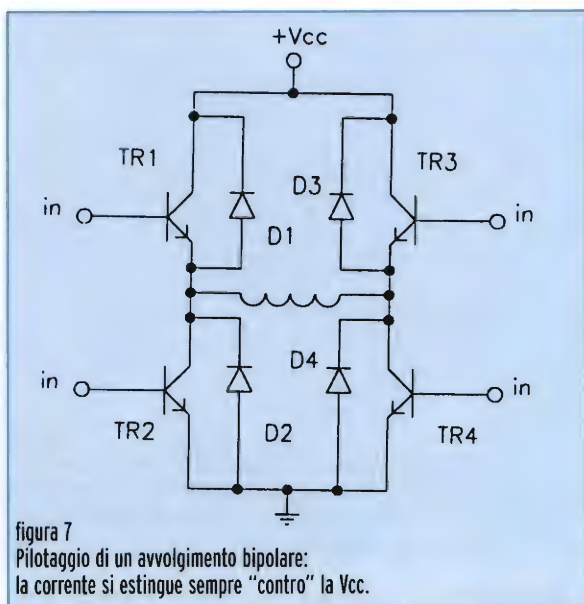 +Vcc
TR1
D3
TR3
in
in
D1
D4
in
in
TR2
D2
TR4
figura 7
Pilotaggio di un avvolgimento bipolare:
la corrente si estingue sempre "contro" la Vcc.